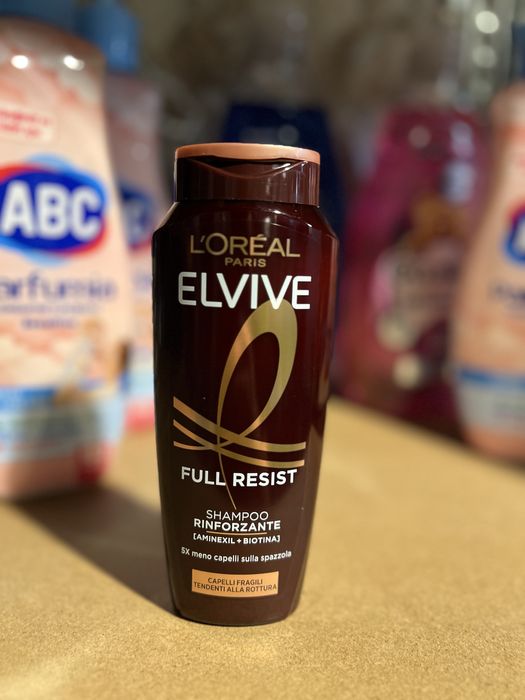 L'ORÉAL
PARIS
ELVIVE
FULL RESIST
SHAMPOO
RINFORZANTE
[AMINEXIL + BIOTINA]
5X meno capelli sulla spazzola
CAPELLI FRAGILI
TENDENTI ALLA ROTTURA
ABC